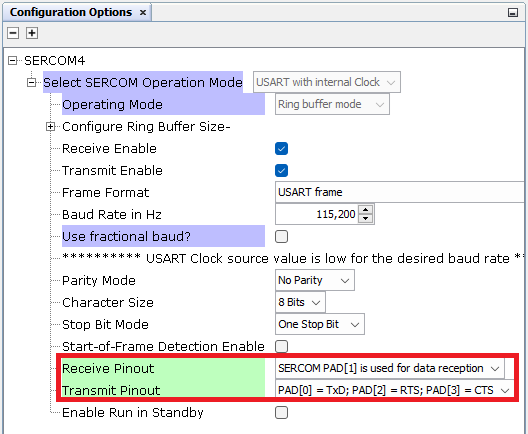 Configuration Options ×
SERCOM4
Select SERCOM Operation Mode USART with internal Clock
Operating Mode Ring buffer mode
Configure Ring Buffer Size-
Receive Enable
Transmit Enable
Frame Format USART frame
Baud Rate in Hz 115,200
Use fractional baud?
********** USART Clock source value is low for the desired baud rate **
Parity Mode No Parity
Character Size 8 Bits
Stop Bit Mode One Stop Bit
Start-of-Frame Detection Enable
Receive Pinout SERCOM PAD[1] is used for data reception
Transmit Pinout PAD[0] = TxD; PAD[2] = RTS; PAD[3] = CTS
Enable Run in Standby